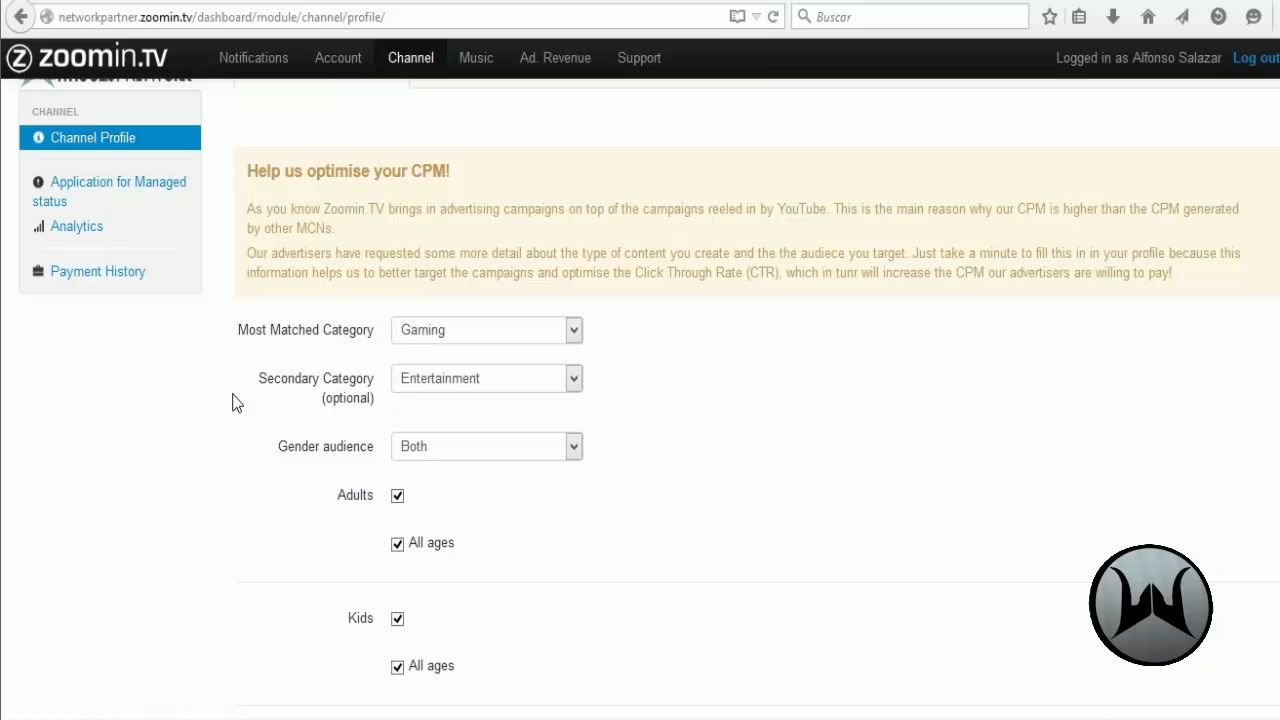 networkpartner.zoomin.tv/dashboard/module/channel/profile/
Buscar
zoomin.tv
Notifications
Account
Channel
Music
Ad. Revenue
Support
Logged in as Alfonso Salazar
Log out
CHANNEL
Channel Profile
Application for Managed
status
Analytics
Payment History
Help us optimise your CPM!
As you know Zoomin.TV brings in advertising campaigns on top of the campaigns reeled in by YouTube. This is the main reason why our CPM is higher than the CPM generated
by other MCNs.
Our advertisers have requested some more detail about the type of content you create and the the audiece you target. Just take a minute to fill this in in your profile because this
information helps us to better target the campaigns and optimise the Click Through Rate (CTR), which in tunr will increase the CPM our advertisers are willing to pay!
Most Matched Category
Gaming
Secondary Category
(optional)
Entertainment
Gender audience
Both
Adults
All ages
Kids
All ages